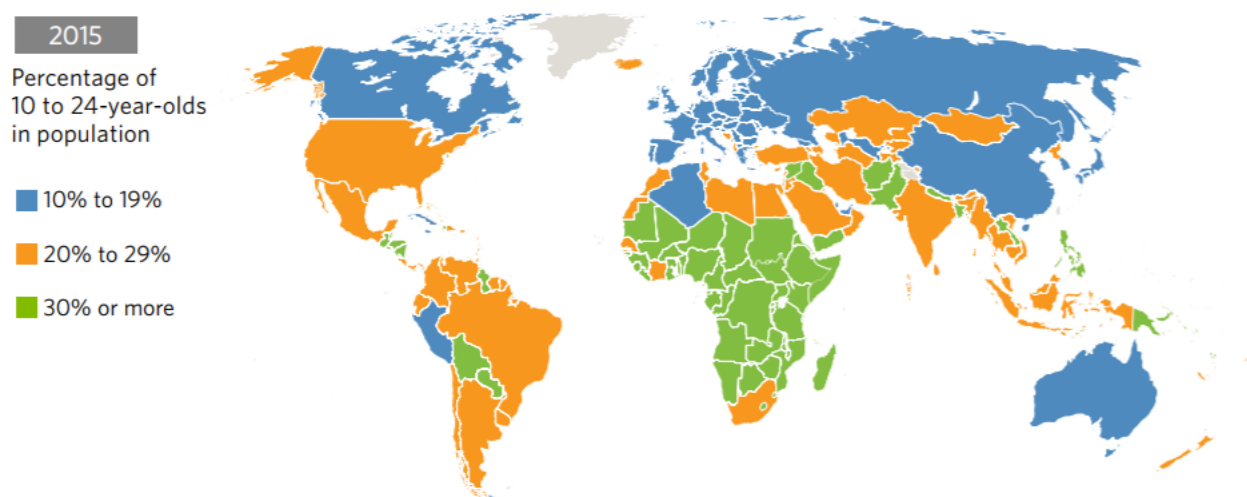 2015
Percentage of
10 to 24-year-olds
in population
10% to 19%
20% to 29%
30% or more